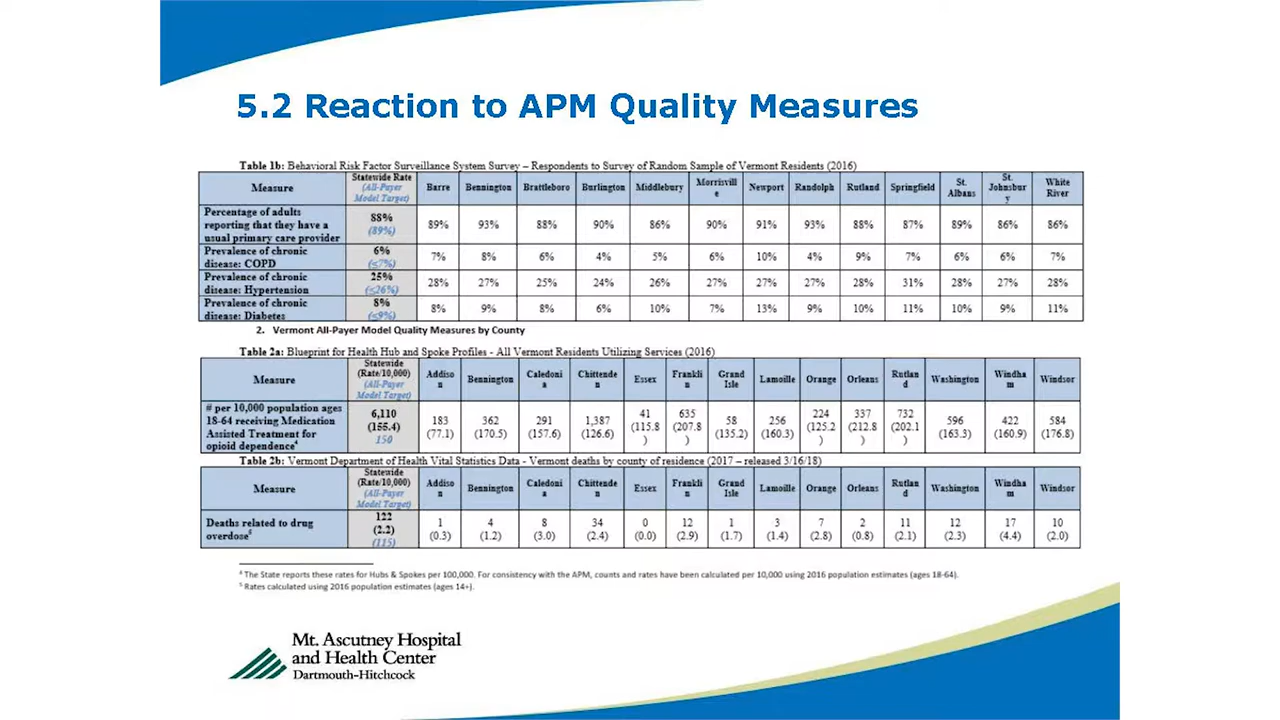 5.2 Reaction to APM Quality Measures
Table 1b: Behavioral Risk Factor Surveillance System Survey – Respondents to Survey of Random Sample of Vermont Residents (2016)
Measure Statewide Rate (All-Payer Model Target) Barre Bennington Brattleboro Burlington Middlebury Morrisvill e Newport Randolph Rutland Springfield St. Albans St. Johnsbur y White River
Percentage of adults reporting that they have a usual primary care provider 88% (89%) 89% 93% 88% 90% 86% 90% 91% 93% 88% 87% 89% 86% 86%
Prevalence of chronic disease: COPD 6% (≤7%) 7% 8% 6% 4% 5% 6% 10% 4% 9% 7% 6% 6% 7%
Prevalence of chronic disease: Hypertension 25% (≤26%) 28% 27% 25% 24% 26% 27% 27% 27% 28% 31% 28% 27% 28%
Prevalence of chronic disease: Diabetes 8% (≤9%) 8% 9% 8% 6% 10% 7% 13% 9% 10% 11% 10% 9% 11%
2. Vermont All-Payer Model Quality Measures by County
Table 2a: Blueprint for Health Hub and Spoke Profiles - All Vermont Residents Utilizing Services (2016)
Measure Statewide (Rate/10,000) (All-Payer Model Target) Addiso n Bennington Caledoni a Chittende n Essex Frankli n Grand Isle Lamoille Orange Orleans Rutlan d Washington Windha m Windsor
# per 10,000 population ages 18-64 receiving Medication Assisted Treatment for opioid dependence⁴ 6,110 (155.4) 150 183 (77.1) 362 (170.5) 291 (157.6) 1,387 (126.6) 41 (115.8 ) 635 (207.8 ) 58 (135.2) 256 (160.3) 224 (125.2 ) 337 (212.8 ) 732 (202.1 ) 596 (163.3) 422 (160.9) 584 (176.8)
Table 2b: Vermont Department of Health Vital Statistics Data - Vermont deaths by county of residence (2017 – released 3/16/18)
Measure Statewide (Rate/10,000) (All-Payer Model Target) Addiso n Bennington Caledoni a Chittende n Essex Frankli n Grand Isle Lamoille Orange Orleans Rutlan d Washington Windha m Windsor
Deaths related to drug overdose⁵ 122 (2.2) (115) 1 (0.3) 4 (1.2) 8 (3.0) 34 (2.4) 0 (0.0) 12 (2.9) 1 (1.7) 3 (1.4) 7 (2.8) 2 (0.8) 11 (2.1) 12 (2.3) 17 (4.4) 10 (2.0)
⁴ The State reports these rates for Hubs & Spokes per 100,000. For consistency with the APM, counts and rates have been calculated per 10,000 using 2016 population estimates (ages 18-64).
⁵ Rates calculated using 2016 population estimates (ages 14+).
Mt. Ascutney Hospital
and Health Center
Dartmouth-Hitchcock